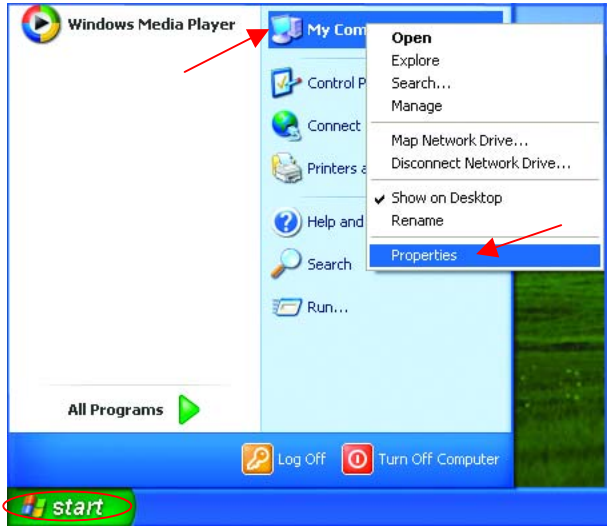 Windows Media Player
My Com
Control P
Connect
Printers a
Help and
Search
Run...
Open
Explore
Search...
Manage
Map Network Drive...
Disconnect Network Drive...
Show on Desktop
Rename
Properties
All Programs
Log Off
Turn Off Computer
start